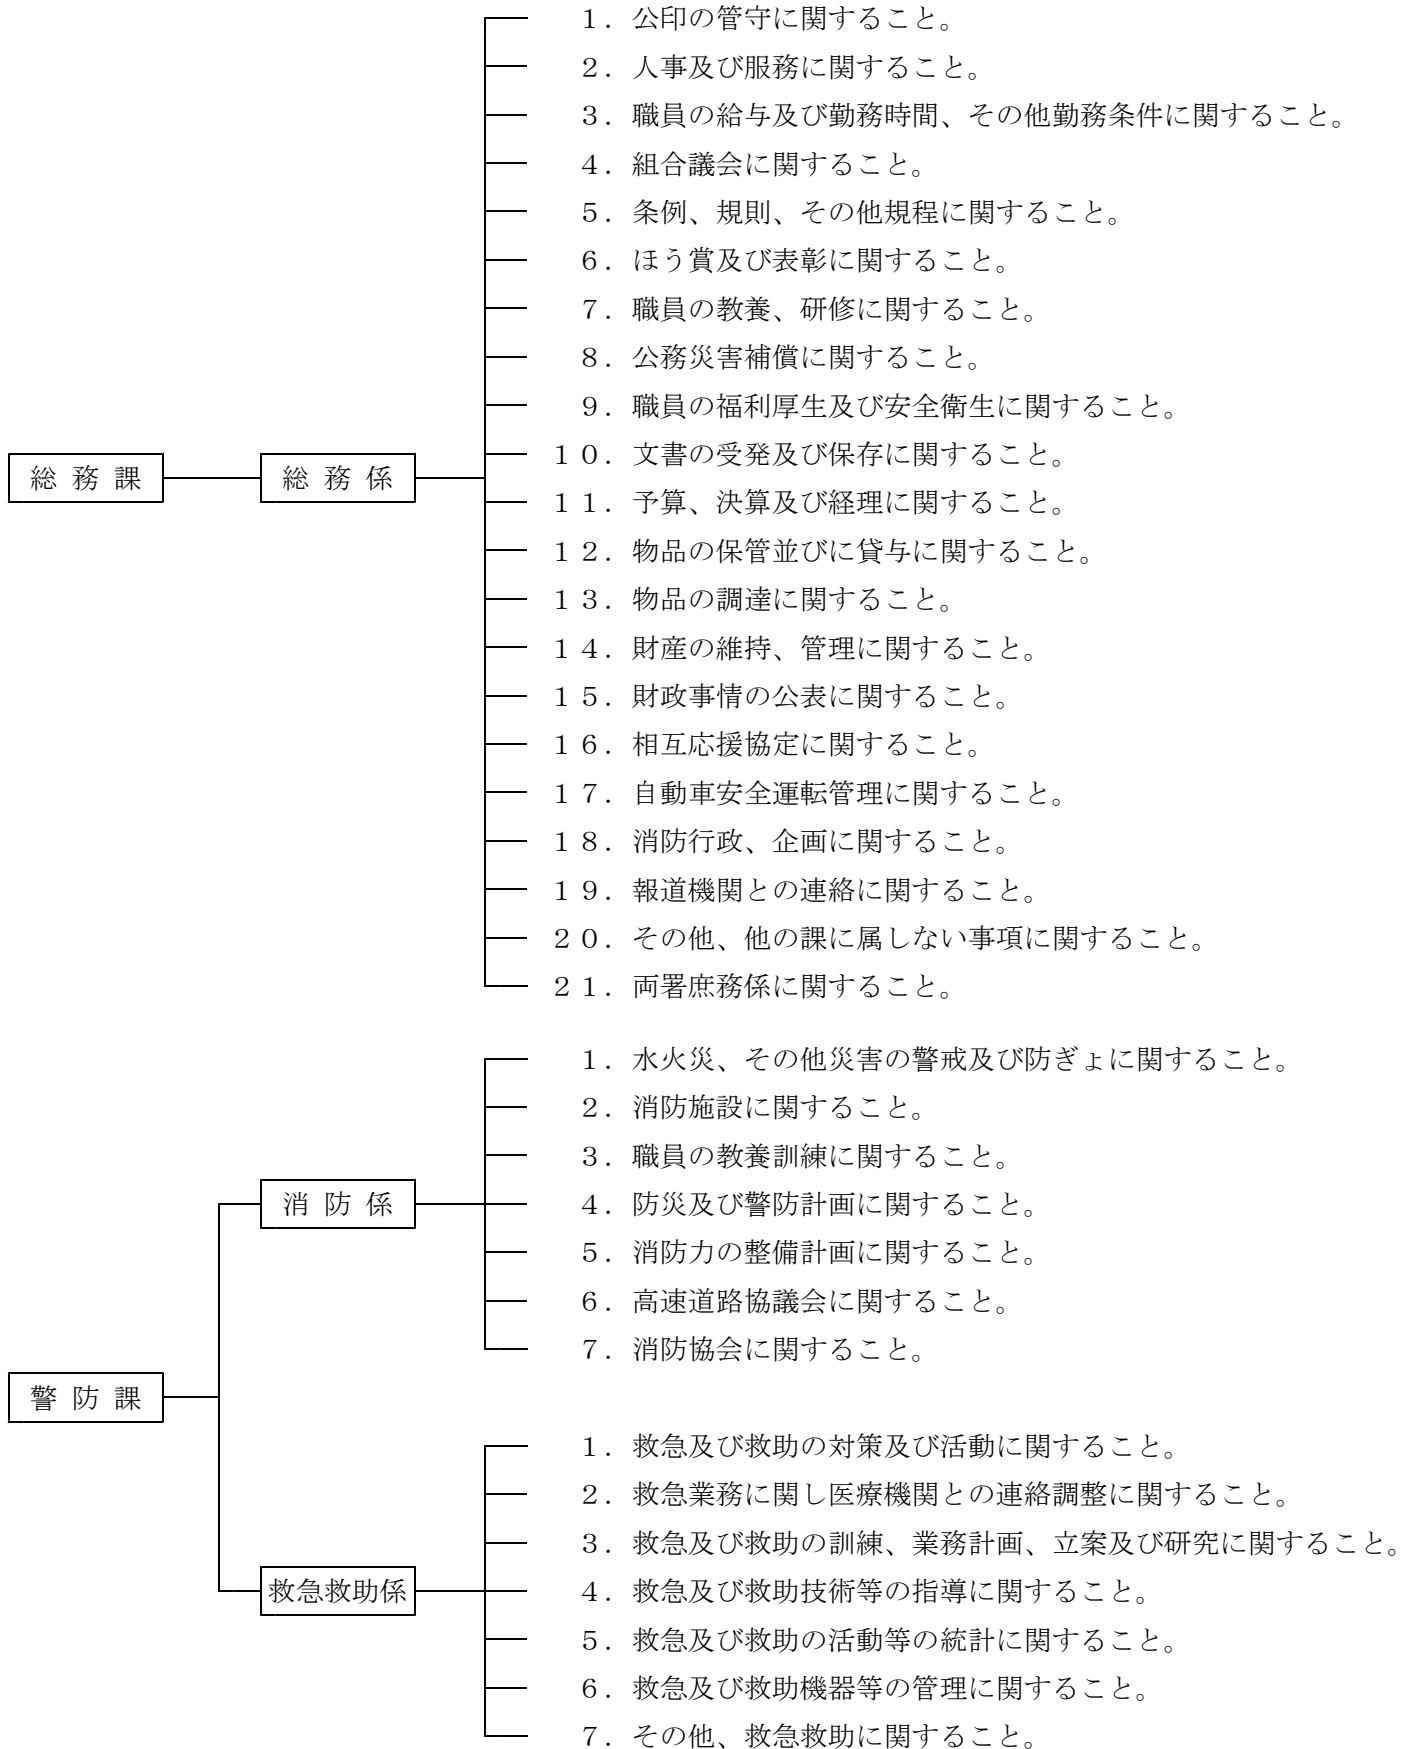 総務課
総務係
１．公印の管守に関すること。
２．人事及び服務に関すること。
３．職員の給与及び勤務時間、その他勤務条件に関すること。
４．組合議会に関すること。
５．条例、規則、その他規程に関すること。
６．ほう賞及び表彰に関すること。
７．職員の教養、研修に関すること。
８．公務災害補償に関すること。
９．職員の福利厚生及び安全衛生に関すること。
１０．文書の受発及び保存に関すること。
１１．予算、決算及び経理に関すること。
１２．物品の保管並びに貸与に関すること。
１３．物品の調達に関すること。
１４．財産の維持、管理に関すること。
１５．財政事情の公表に関すること。
１６．相互応援協定に関すること。
１７．自動車安全運転管理に関すること。
１８．消防行政、企画に関すること。
１９．報道機関との連絡に関すること。
２０．その他、他の課に属しない事項に関すること。
２１．両署庶務係に関すること。
警防課
消防係
１．水火災、その他災害の警戒及び防ぎょに関すること。
２．消防施設に関すること。
３．職員の教養訓練に関すること。
４．防災及び警防計画に関すること。
５．消防力の整備計画に関すること。
６．高速道路協議会に関すること。
７．消防協会に関すること。
救急救助係
１．救急及び救助の対策及び活動に関すること。
２．救急業務に関し医療機関との連絡調整に関すること。
３．救急及び救助の訓練、業務計画、立案及び研究に関すること。
４．救急及び救助技術等の指導に関すること。
５．救急及び救助の活動等の統計に関すること。
６．救急及び救助機器等の管理に関すること。
７．その他、救急救助に関すること。